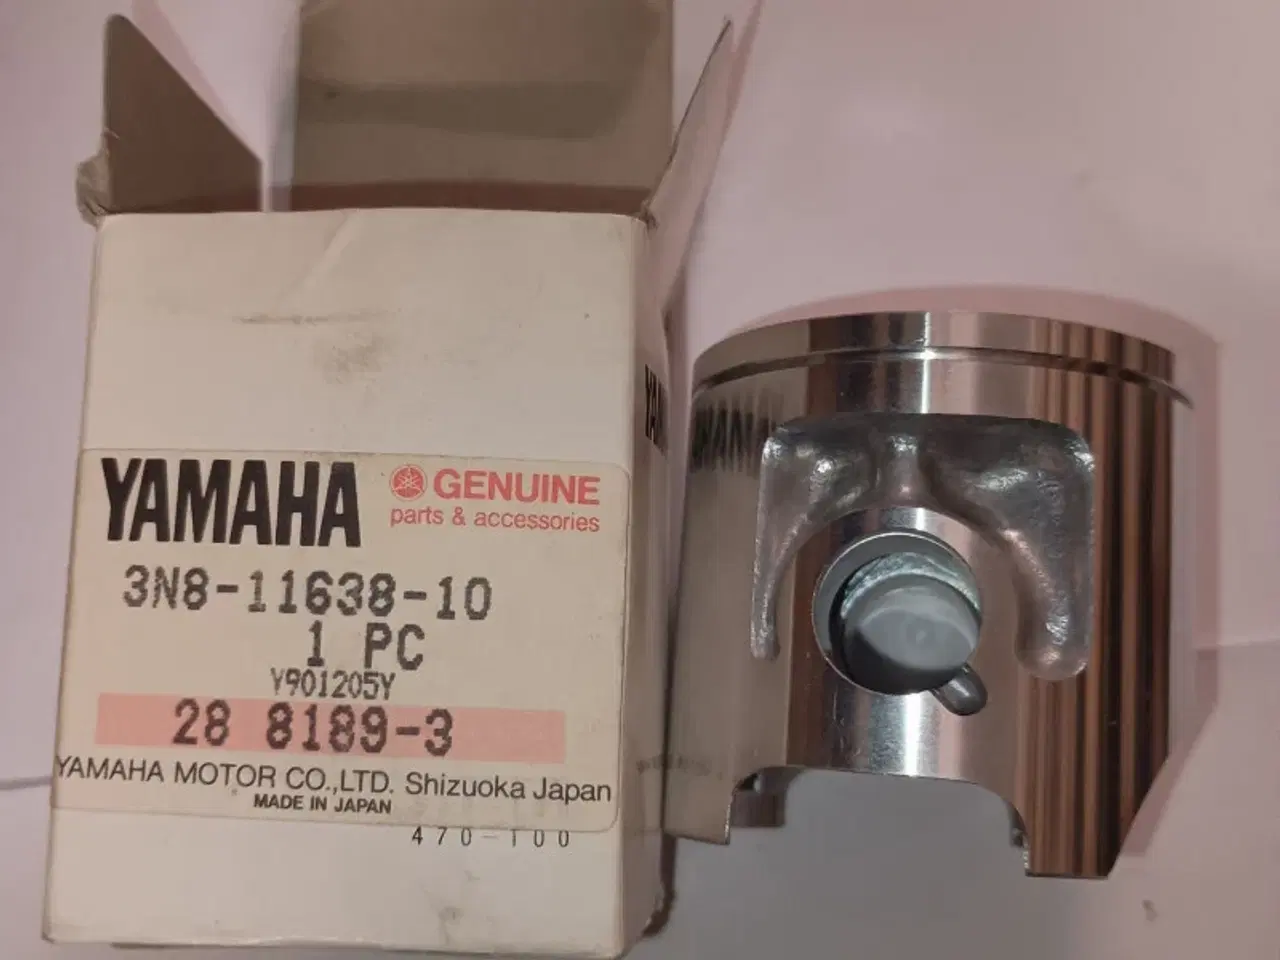 YAMAHA
GENUINE
parts & accessories
3N8-11638-10
1 PC
Y901205Y
28 8189-3
YAMAHA MOTOR CO.,LTD. Shizuoka Japan
MADE IN JAPAN
470-100